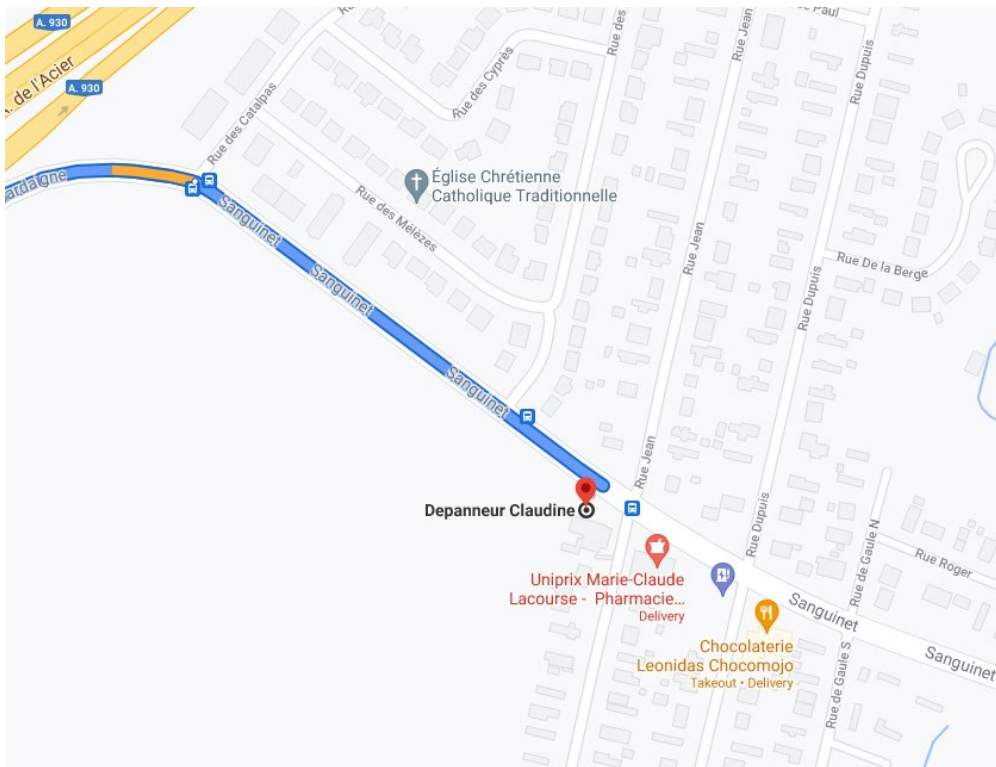 A. 930
de l'Acier
A. 930
Rue des Catalpas
Rue des Cyprès
Rue des
Rue Jean
Paul
Rue Dupuis
Église Chrétienne
Catholique Traditionnelle
Rue des Mélèzes
Sanguinet
Sanguinet
Sanguinet
Rue Jean
Rue Dupuis
Rue De la Berge
Rue Jean
Depanneur Claudine
Rue Dupuis
Uniprix Marie-Claude
Lacourse - Pharmacie...
Delivery
Rue de Gaule N
Rue Roger
Sanguinet
Chocolaterie
Leonidas Chocomojo
Takeout • Delivery
Rue de Gaule S
Sanguinet